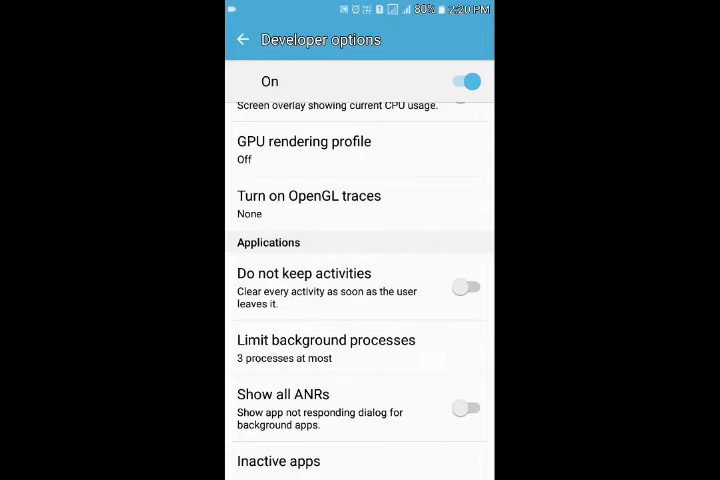 80% 2:20 PM
Developer options
On
Screen overlay showing current CPU usage.
GPU rendering profile
Off
Turn on OpenGL traces
None
Applications
Do not keep activities
Clear every activity as soon as the user
leaves it.
Limit background processes
3 processes at most
Show all ANRs
Show app not responding dialog for
background apps.
Inactive apps